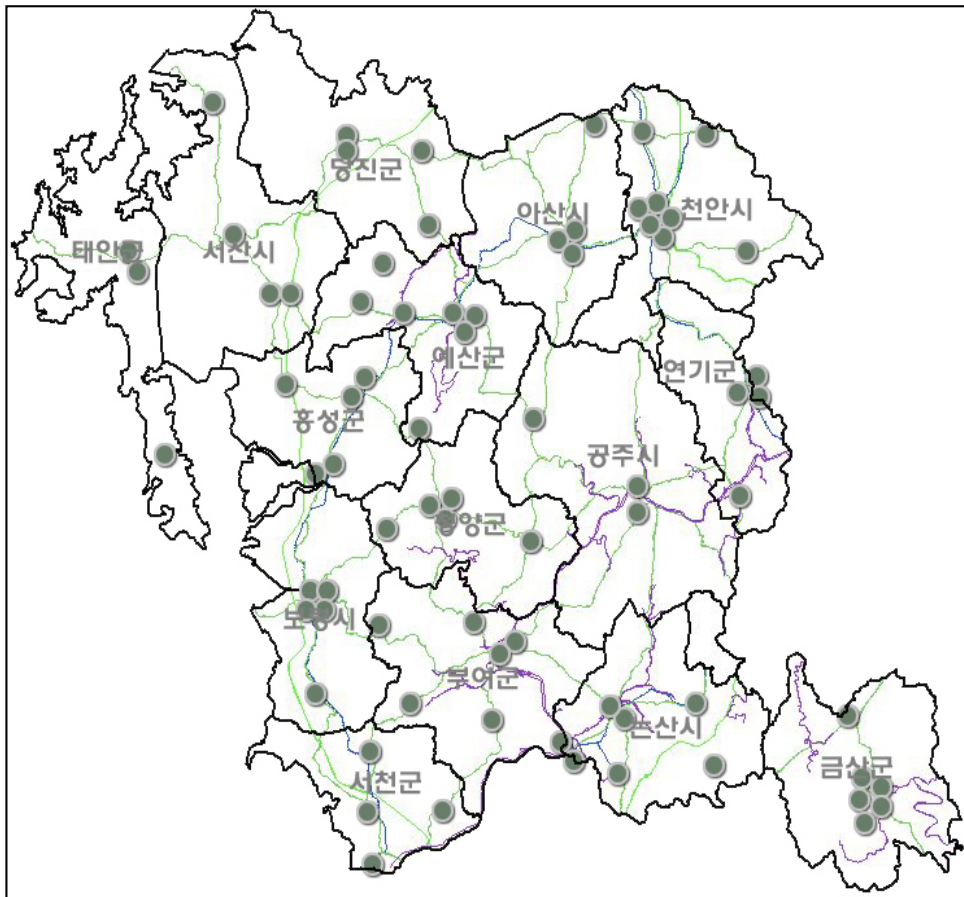 당진군
아산시
천안시
태안군
서산시
예산군
연기군
홍성군
공주시
청양군
보령시
부여군
논산시
서천군
금산군